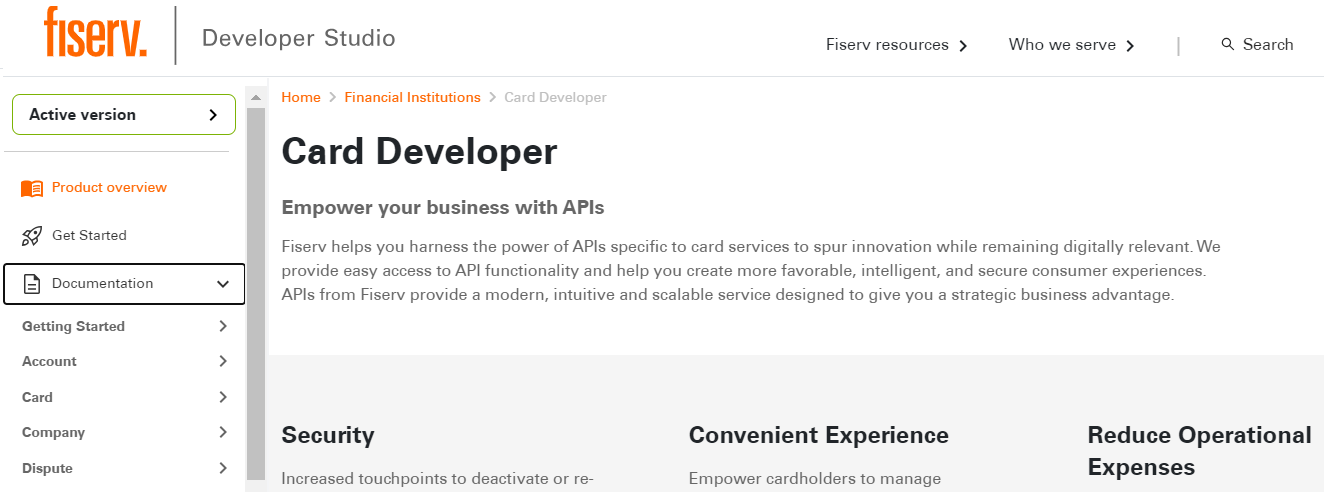 fiserv.
Developer Studio
Fiserv resources
Who we serve
Search
Active version
Product overview
Get Started
Documentation
Getting Started
Account
Card
Company
Dispute
Home > Financial Institutions > Card Developer
Card Developer
Empower your business with APIs
Fiserv helps you harness the power of APIs specific to card services to spur innovation while remaining digitally relevant. We
provide easy access to API functionality and help you create more favorable, intelligent, and secure consumer experiences.
APIs from Fiserv provide a modern, intuitive and scalable service designed to give you a strategic business advantage.
Security
Increased touchpoints to deactivate or re-
Convenient Experience
Empower cardholders to manage
Reduce Operational
Expenses